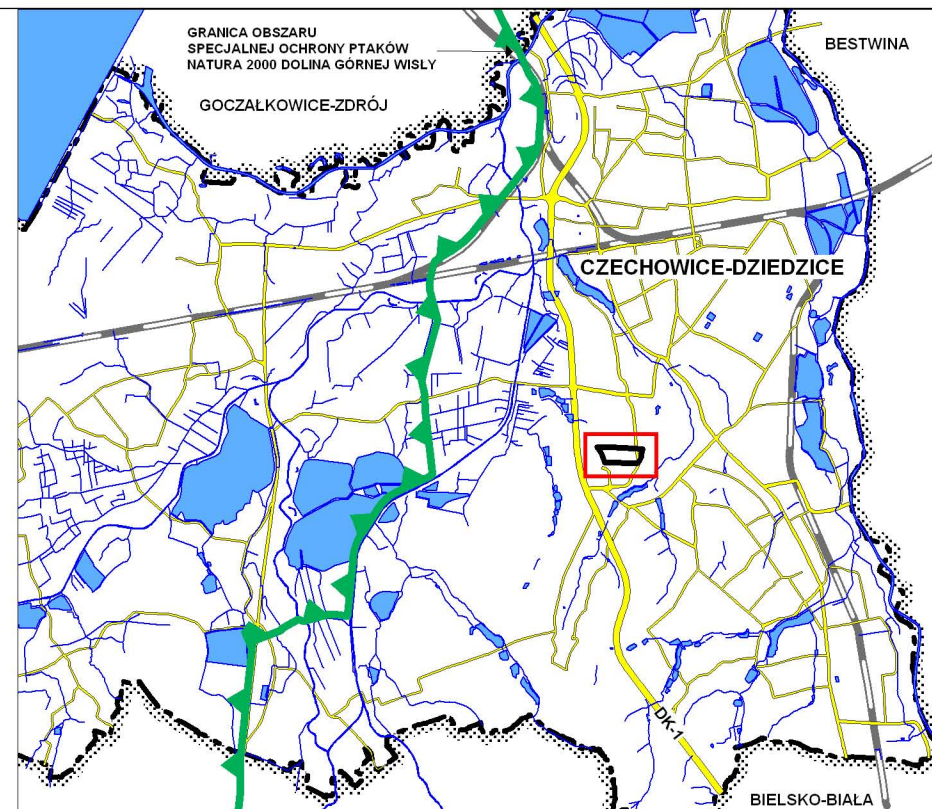 GRANICA OBSZARU
SPECJALNEJ OCHRONY PTAKÓW
NATURA 2000 DOLINA GÓRNEJ WISŁY
BESTWINA
GOCZAŁKOWICE-ZDRÓJ
CZECHOWICE-DZIEDZICE
DK 1
BIELSKO-BIAŁA